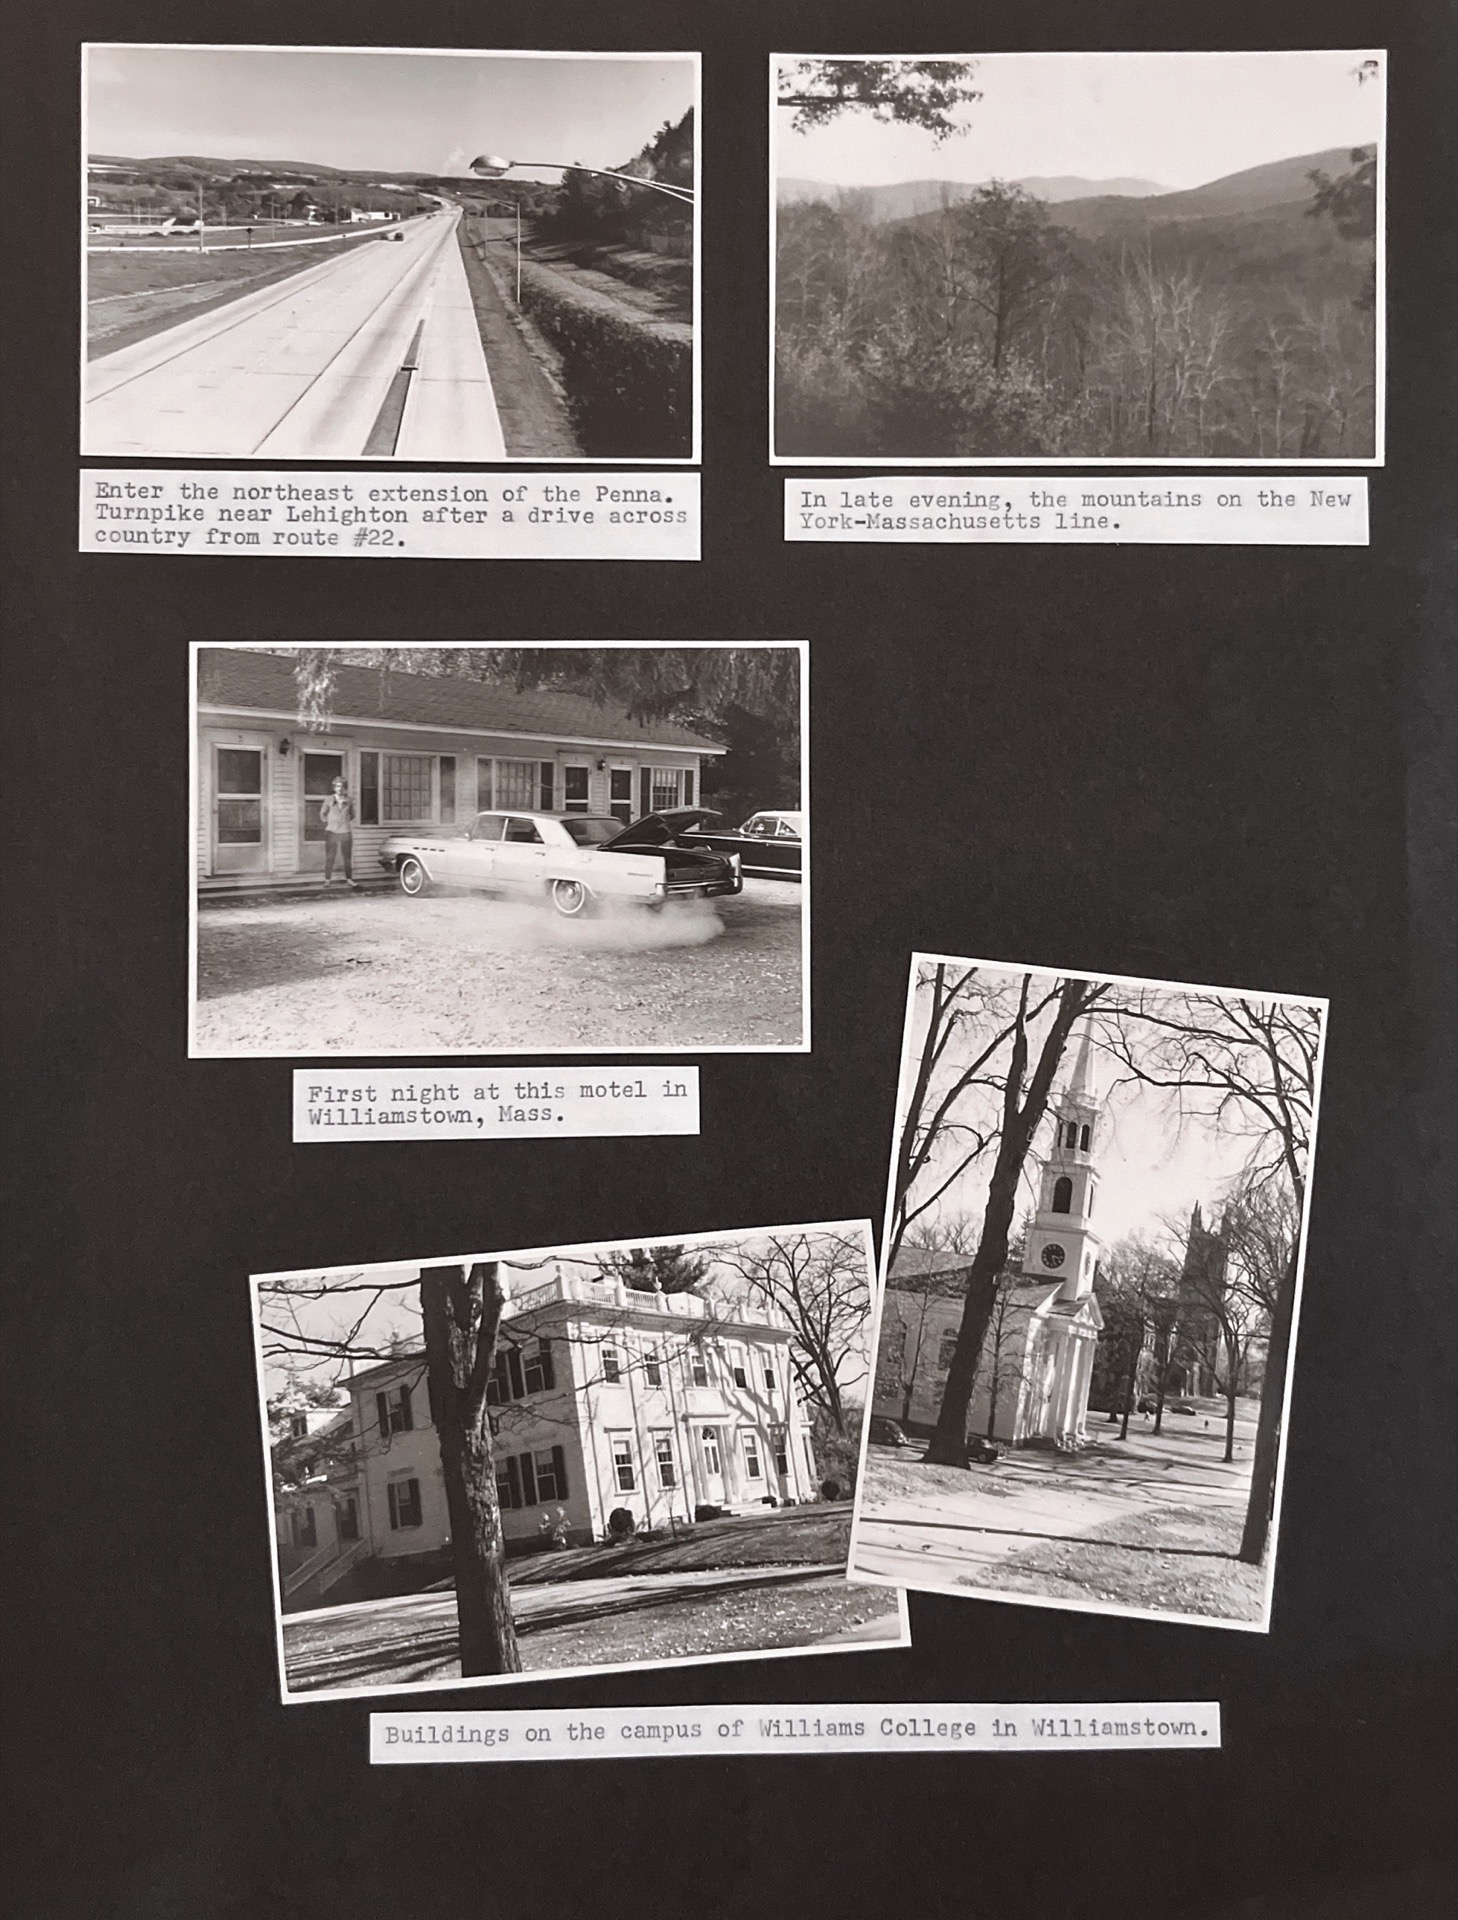 Enter the northeast extension of the Penna.
Turnpike near Lehighton after a drive across
country from route #22.
In late evening, the mountains on the New
York-Massachusetts line.
First night at this motel in
Williamstown, Mass.
Buildings on the campus of Williams College in Williamstown.